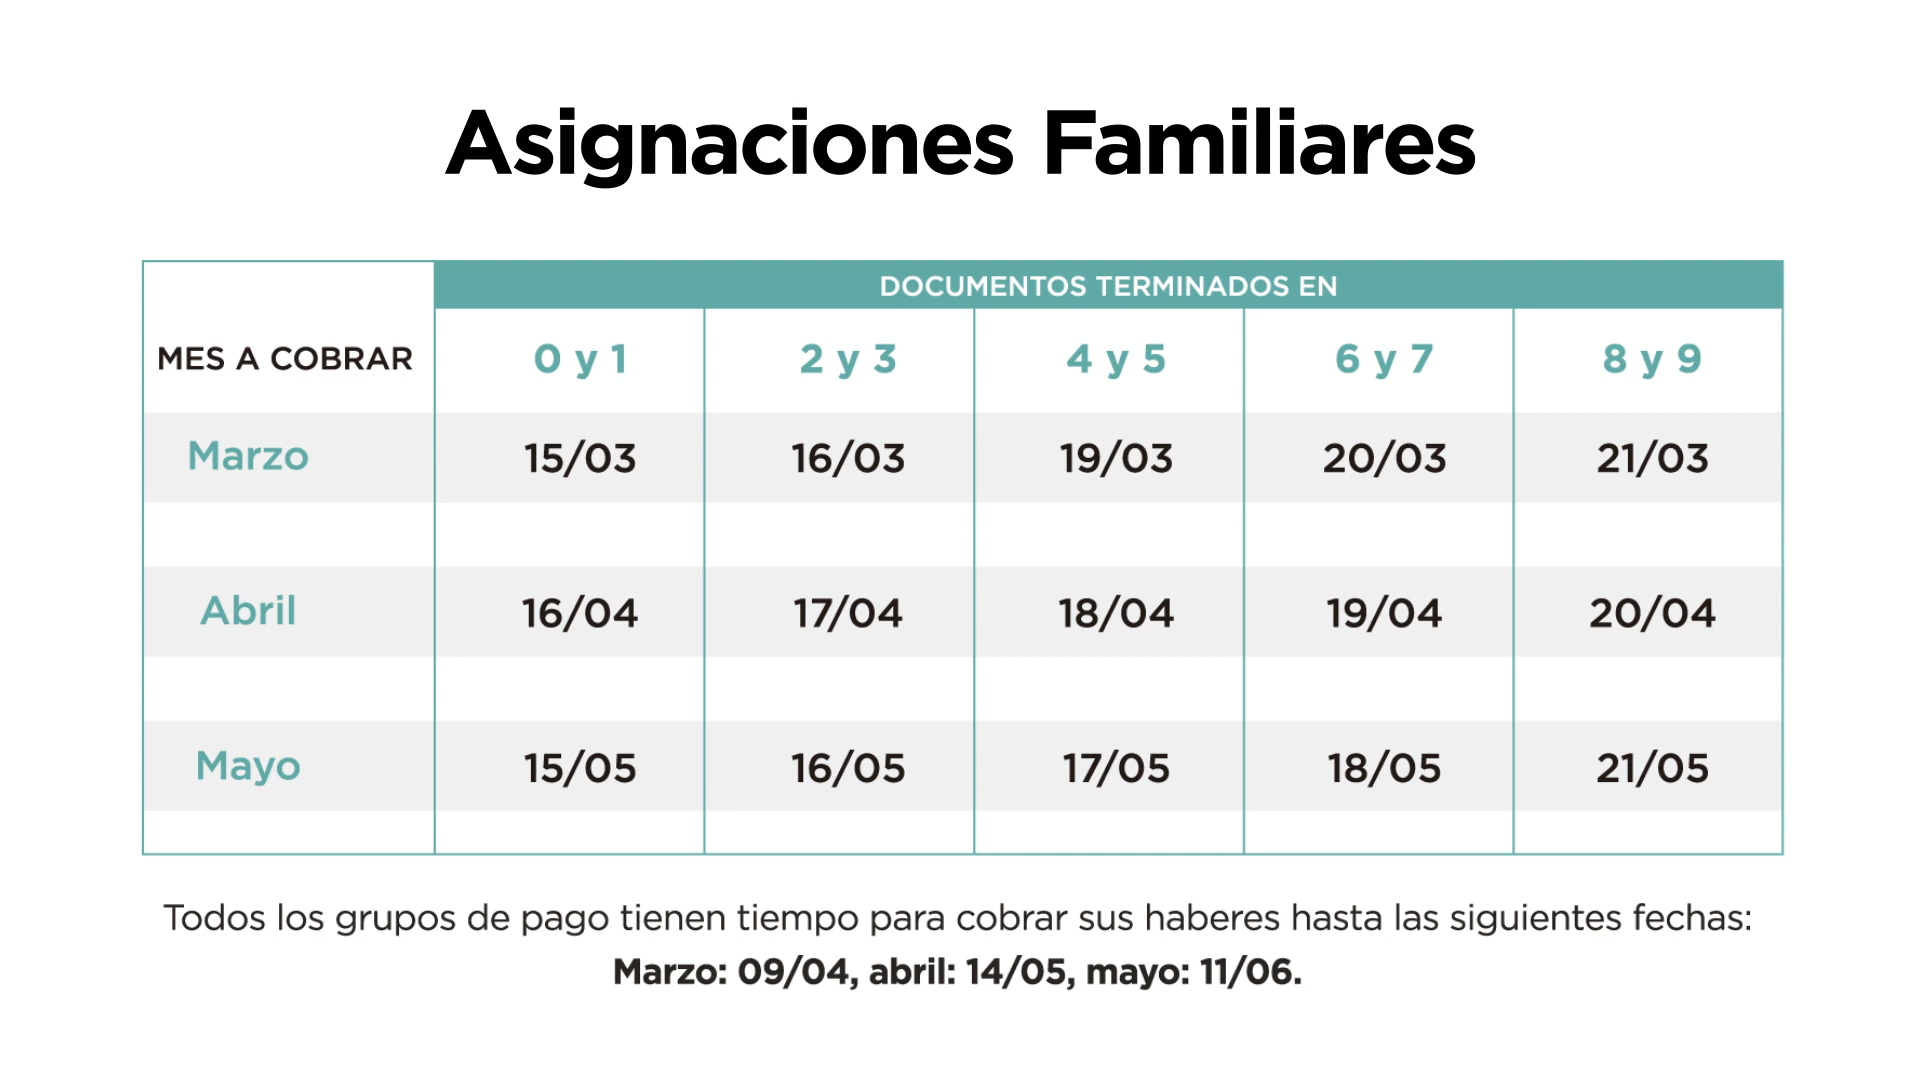 Asignaciones Familiares
DOCUMENTOS TERMINADOS EN
MES A COBRAR 0 y 1 2 y 3 4 y 5 6 y 7 8 y 9
Marzo 15/03 16/03 19/03 20/03 21/03
Abril 16/04 17/04 18/04 19/04 20/04
Mayo 15/05 16/05 17/05 18/05 21/05
Todos los grupos de pago tienen tiempo para cobrar sus haberes hasta las siguientes fechas:
Marzo: 09/04, abril: 14/05, mayo: 11/06.